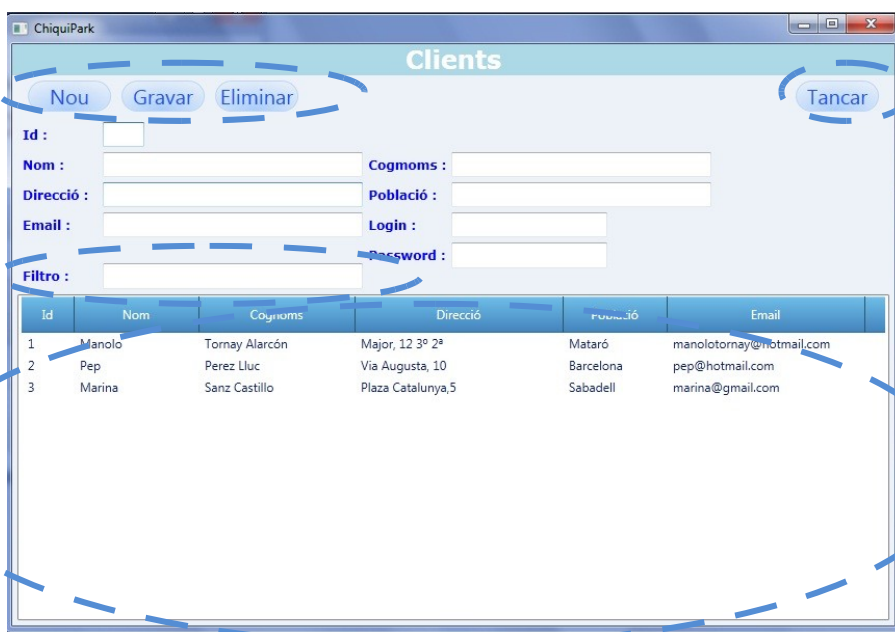 ChiquiPark
Clients
Nou Gravar Eliminar Tancar
Id :
Nom : Cogmoms :
Direcció : Població :
Email : Login :
Password :
Filtro :
Id Nom Cognoms Direcció Població Email
1 Manolo Tornay Alarcón Major, 12 3º 2ª Mataró manolotornay@hotmail.com
2 Pep Perez Lluc Via Augusta, 10 Barcelona pep@hotmail.com
3 Marina Sanz Castillo Plaza Catalunya,5 Sabadell marina@gmail.com